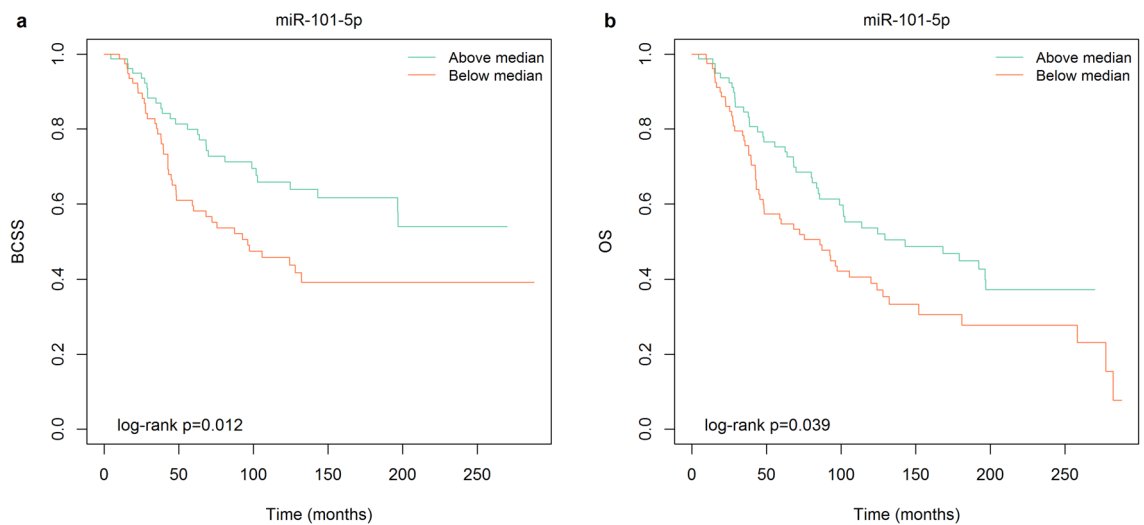 a
miR-101-5p
Above median
Below median
BCSS
1.0
0.8
0.6
0.4
0.2
0.0
log-rank p=0.012
0 50 100 150 200 250
Time (months)
b
miR-101-5p
Above median
Below median
OS
1.0
0.8
0.6
0.4
0.2
0.0
log-rank p=0.039
0 50 100 150 200 250
Time (months)